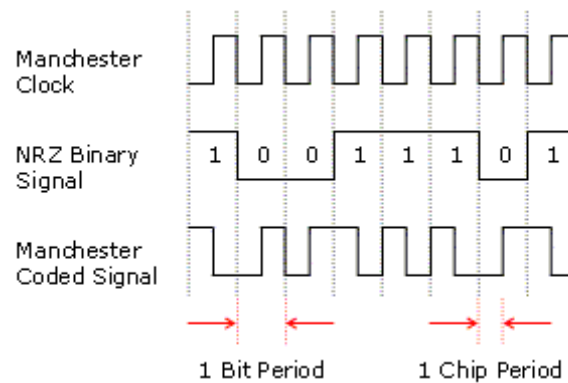 Manchester
Clock
NRZ Binary
Signal
1 0 0 1 1 1 0 1
Manchester
Coded Signal
1 Bit Period 1 Chip Period